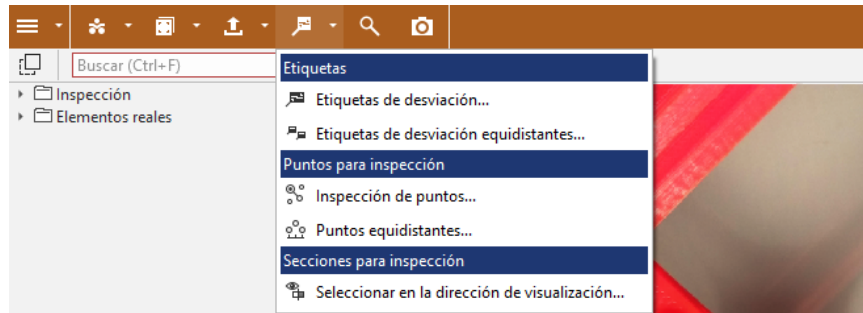 Buscar (Ctrl+F)
Inspección
Elementos reales
Etiquetas
Etiquetas de desviación...
Etiquetas de desviación equidistantes...
Puntos para inspección
Inspección de puntos...
Puntos equidistantes...
Secciones para inspección
Seleccionar en la dirección de visualización...